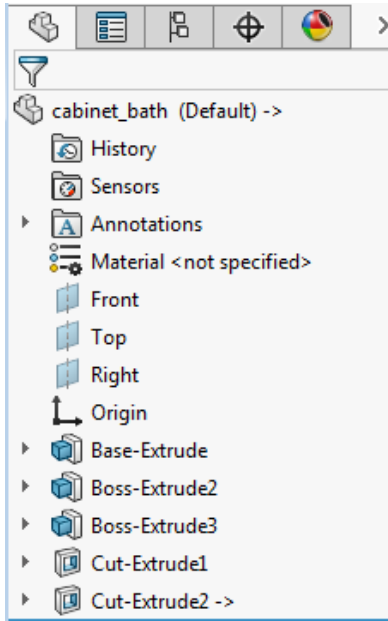 cabinet_bath (Default) ->
History
Sensors
Annotations
Material <not specified>
Front
Top
Right
Origin
Base-Extrude
Boss-Extrude2
Boss-Extrude3
Cut-Extrude1
Cut-Extrude2 ->